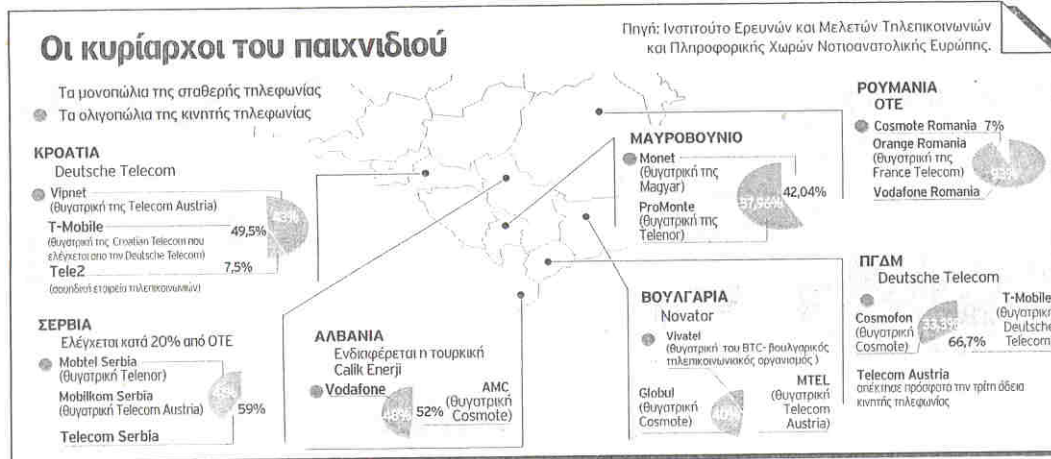 Οι κυρίαρχοι του παιχνιδιού
Πηγή: Ινστιτούτο Ερευνών και Μελετών Τηλεπικοινωνιών
και Πληροφορικής Χωρών Νοτιοανατολικής Ευρώπης.
Τα μονοπώλια της σταθερής τηλεφωνίας
Τα ολιγοπώλια της κινητής τηλεφωνίας
ΚΡΟΑΤΙΑ
Deutsche Telecom
Vipnet
(θυγατρική της Telecom Austria)
43%
T-Mobile
49,5%
(θυγατρική της Croatian Telecom που
ελέγχεται από την Deutsche Telecom)
Tele2
7,5%
(σουηδική εταιρεία τηλεπικοινωνιών)
ΣΕΡΒΙΑ
Ελέγχεται κατά 20% από ΟΤΕ
Mobtel Serbia
(θυγατρική Telenor)
Mobilkom Serbia
(θυγατρική Telecom Austria)
59%
Telecom Serbia
ΑΛΒΑΝΙΑ
Ενδιαφέρεται η τουρκική
Calik Enerji
Vodafone
48%
52%
AMC
(θυγατρική
Cosmote)
ΜΑΥΡΟΒΟΥΝΙΟ
Monet
(θυγατρική της
Magyar)
42,04%
57,96%
ProMonte
(θυγατρική της
Telenor)
ΒΟΥΛΓΑΡΙΑ
Novator
Vivatel
(θυγατρική του BTC- βουλγαρικός
τηλεπικοινωνιακός οργανισμός )
Globul
(θυγατρική
Cosmote)
40%
MTEL
(θυγατρική
Telecom
Austria)
ΡΟΥΜΑΝΙΑ
ΟΤΕ
Cosmote Romania 7%
Orange Romania
(θυγατρική της
France Telecom)
93%
Vodafone Romania
ΠΓΔΜ
Deutsche Telecom
Cosmofon
(θυγατρική
Cosmote)
33,3%
66,7%
T-Mobile
(θυγατρική
Deutsche
Telecom)
Telecom Austria
απέκτησε πρόσφατα την τρίτη άδεια
κινητής τηλεφωνίας